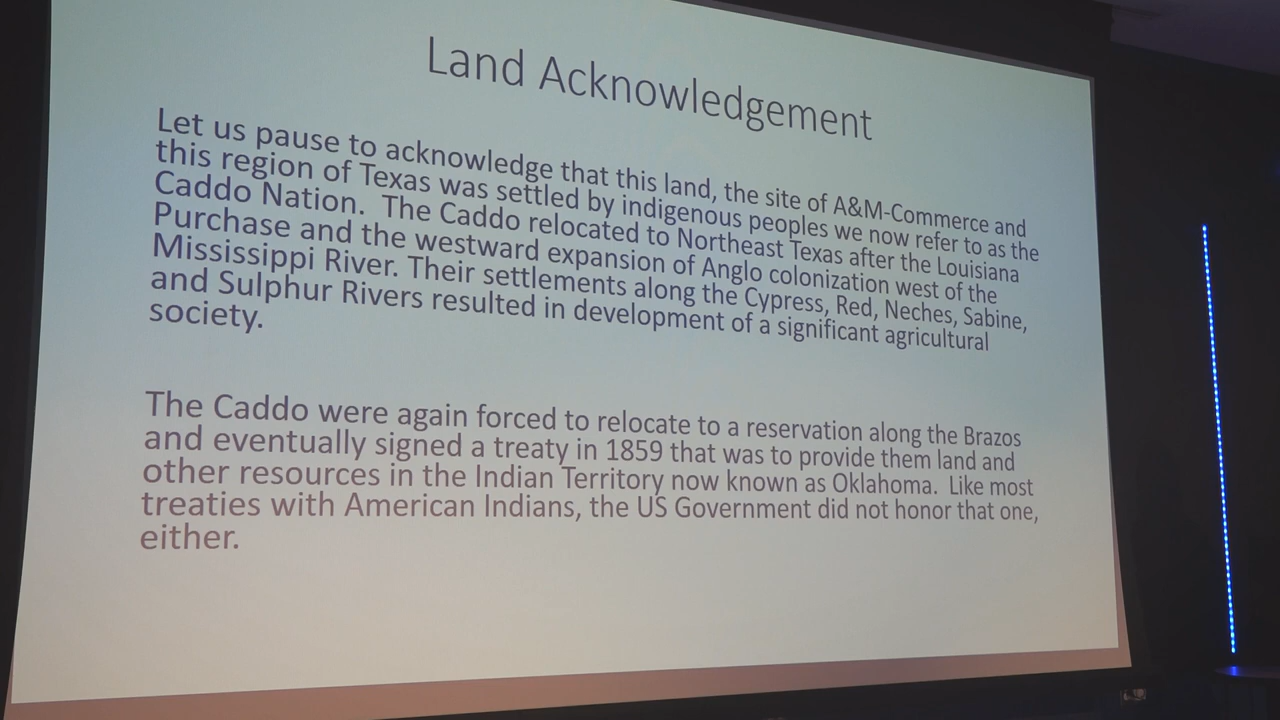 Land Acknowledgement
Let us pause to acknowledge that this land, the site of A&M-Commerce and
this region of Texas was settled by indigenous peoples we now refer to as the
Caddo Nation.  The Caddo relocated to Northeast Texas after the Louisiana
Purchase and the westward expansion of Anglo colonization west of the
Mississippi River. Their settlements along the Cypress, Red, Neches, Sabine,
and Sulphur Rivers resulted in development of a significant agricultural
society.
The Caddo were again forced to relocate to a reservation along the Brazos
and eventually signed a treaty in 1859 that was to provide them land and
other resources in the Indian Territory now known as Oklahoma.  Like most
treaties with American Indians, the US Government did not honor that one,
either.